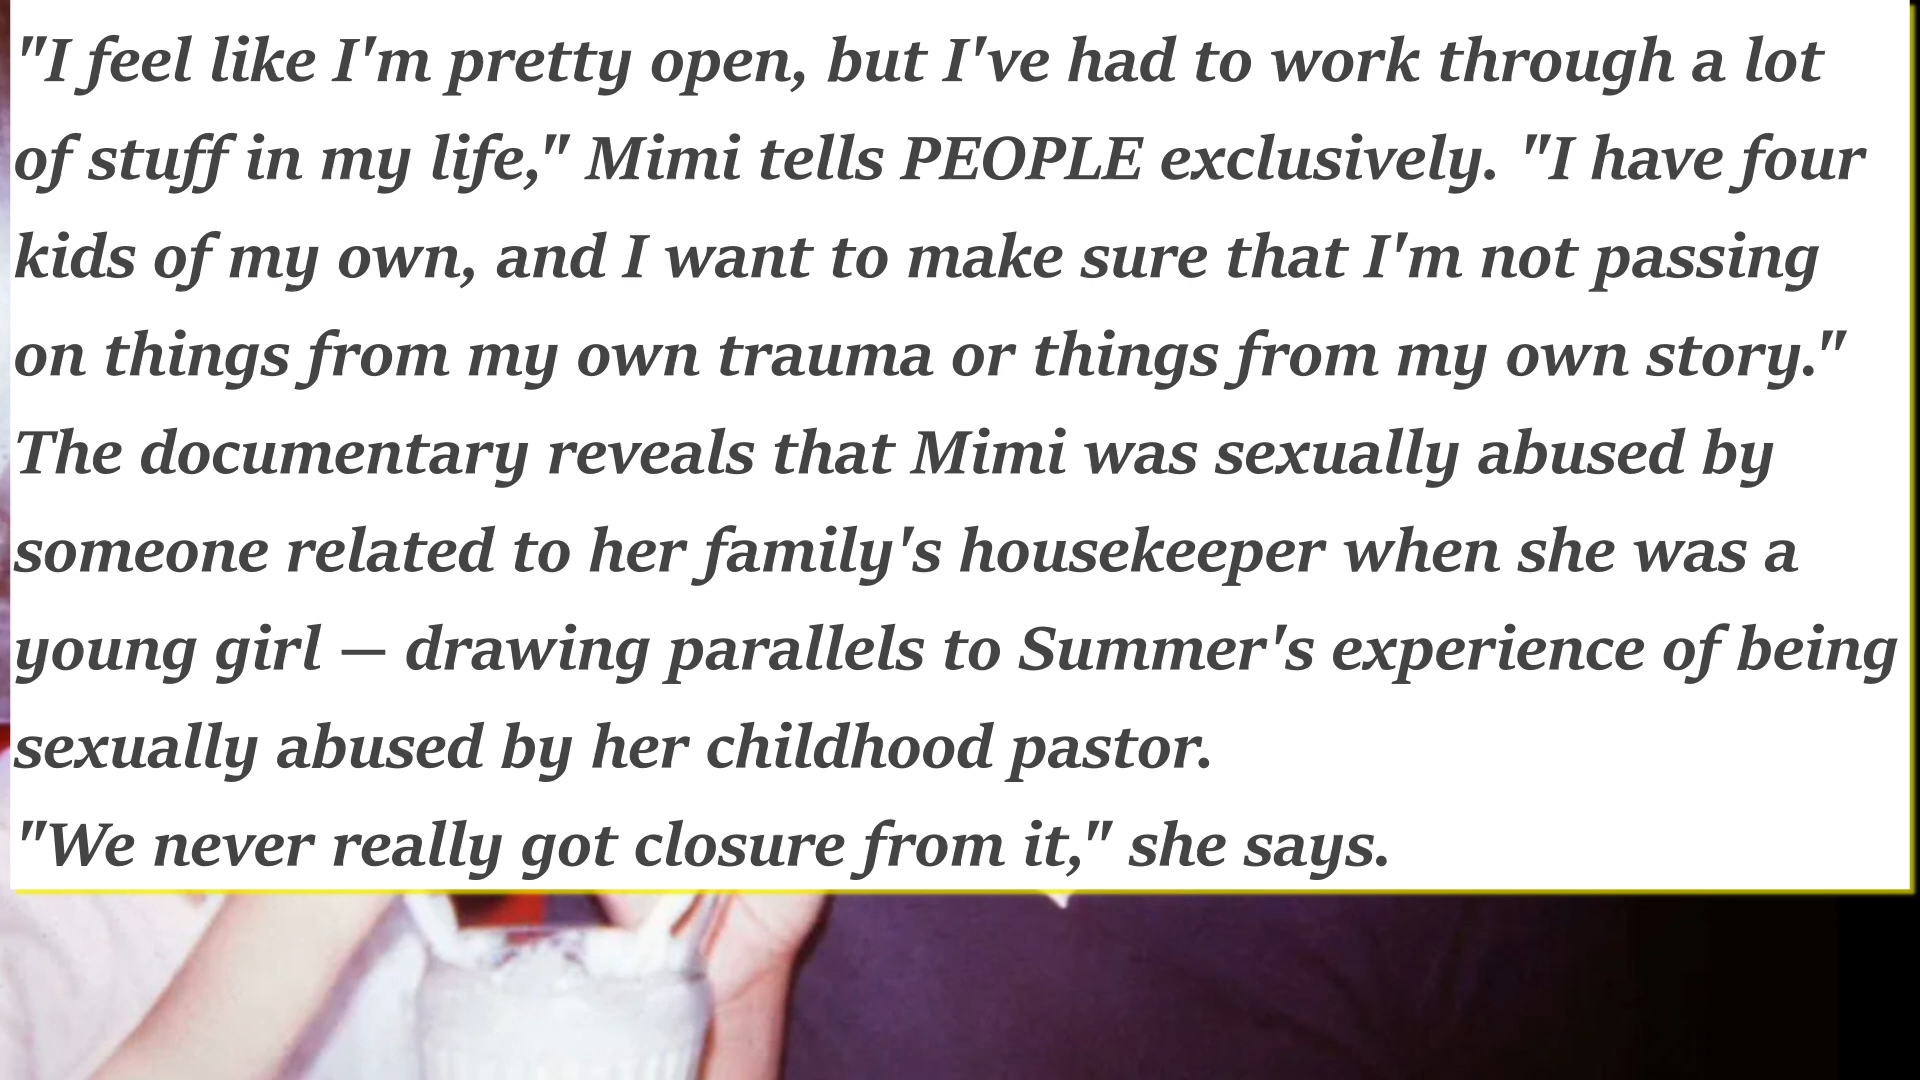 "I feel like I'm pretty open, but I've had to work through a lot
of stuff in my life," Mimi tells PEOPLE exclusively. "I have four
kids of my own, and I want to make sure that I'm not passing
on things from my own trauma or things from my own story."
The documentary reveals that Mimi was sexually abused by
someone related to her family's housekeeper when she was a
young girl — drawing parallels to Summer's experience of being
sexually abused by her childhood pastor.
"We never really got closure from it," she says.